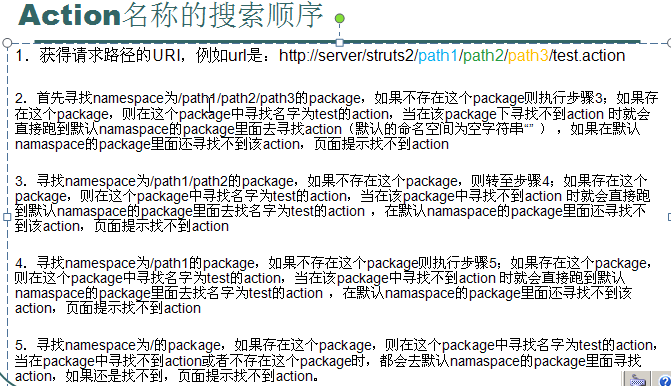 Action名称的搜索顺序
1．获得请求路径的URI，例如url是：http://server/struts2/path1/path2/path3/test.action
2．首先寻找namespace为/path1/path2/path3的package，如果不存在这个package则执行步骤3；如果存
在这个package，则在这个package中寻找名字为test的action，当在该package下寻找不到action 时就会
直接跑到默认namaspace的package里面去寻找action（默认的命名空间为空字符串“” ） ，如果在默认
namaspace的package里面还寻找不到该action，页面提示找不到action
3．寻找namespace为/path1/path2的package，如果不存在这个package，则转至步骤4；如果存在这个
package，则在这个package中寻找名字为test的action，当在该package中寻找不到action 时就会直接跑
到默认namaspace的package里面去找名字为test的action ，在默认namaspace的package里面还寻找不
到该action，页面提示找不到action
4．寻找namespace为/path1的package，如果不存在这个package则执行步骤5；如果存在这个package，
则在这个package中寻找名字为test的action，当在该package中寻找不到action 时就会直接跑到默认
namaspace的package里面去找名字为test的action ，在默认namaspace的package里面还寻找不到该
action，页面提示找不到action
5．寻找namespace为/的package，如果存在这个package，则在这个package中寻找名字为test的action，
当在package中寻找不到action或者不存在这个package时，都会去默认namaspace的package里面寻找
action，如果还是找不到，页面提示找不到action。